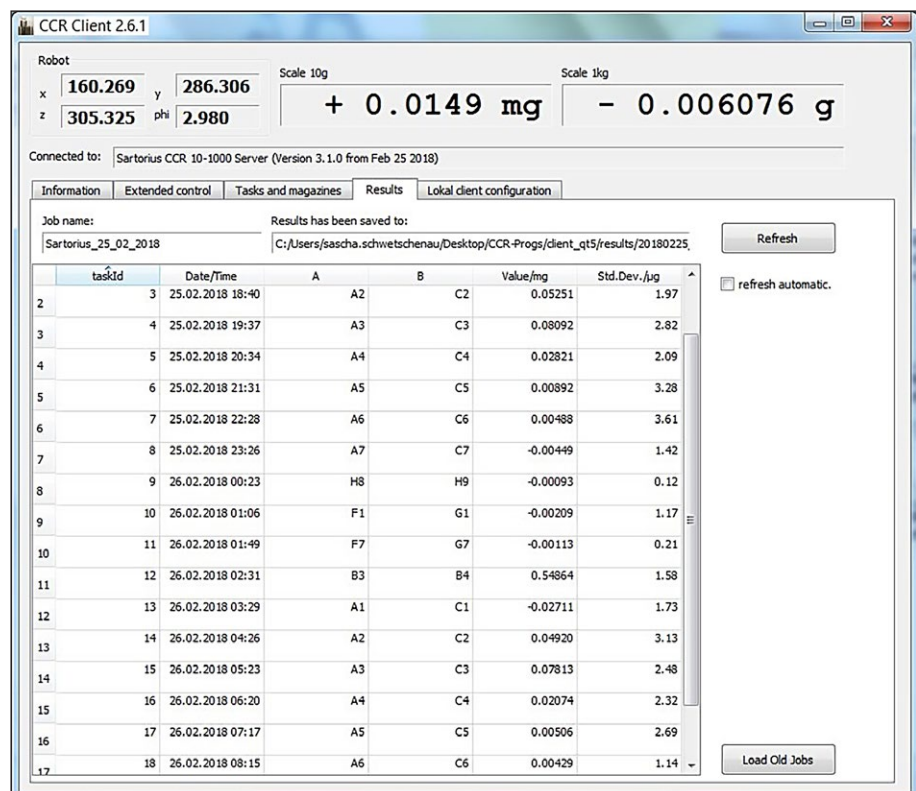 CCR Client 2.6.1
Robot
x 160.269 y 286.306
z 305.325 phi 2.980
Scale 10g
+ 0.0149 mg
Scale 1kg
- 0.006076 g
Connected to: Sartorius CCR 10-1000 Server (Version 3.1.0 from Feb 25 2018)
Information Extended control Tasks and magazines Results Lokal client configuration
Job name: Results has been saved to:
Sartorius_25_02_2018 C:/Users/sascha.schwetschenau/Desktop/CCR-Progs/client_qt5/results/20180225_
Refresh
refresh automatic.
taskId Date/Time A B Value/mg Std.Dev./µg
2 3 25.02.2018 18:40 A2 C2 0.05251 1.97
3 4 25.02.2018 19:37 A3 C3 0.08092 2.82
4 5 25.02.2018 20:34 A4 C4 0.02821 2.09
5 6 25.02.2018 21:31 A5 C5 0.00892 3.28
6 7 25.02.2018 22:28 A6 C6 0.00488 3.61
7 8 25.02.2018 23:26 A7 C7 -0.00449 1.42
8 9 26.02.2018 00:23 H8 H9 -0.00093 0.12
9 10 26.02.2018 01:06 F1 G1 -0.00209 1.17
10 11 26.02.2018 01:49 F7 G7 -0.00113 0.21
11 12 26.02.2018 02:31 B3 B4 0.54864 1.58
12 13 26.02.2018 03:29 A1 C1 -0.02711 1.73
13 14 26.02.2018 04:26 A2 C2 0.04920 3.13
14 15 26.02.2018 05:23 A3 C3 0.07813 2.48
15 16 26.02.2018 06:20 A4 C4 0.02074 2.32
16 17 26.02.2018 07:17 A5 C5 0.00506 2.69
17 18 26.02.2018 08:15 A6 C6 0.00429 1.14
Load Old Jobs